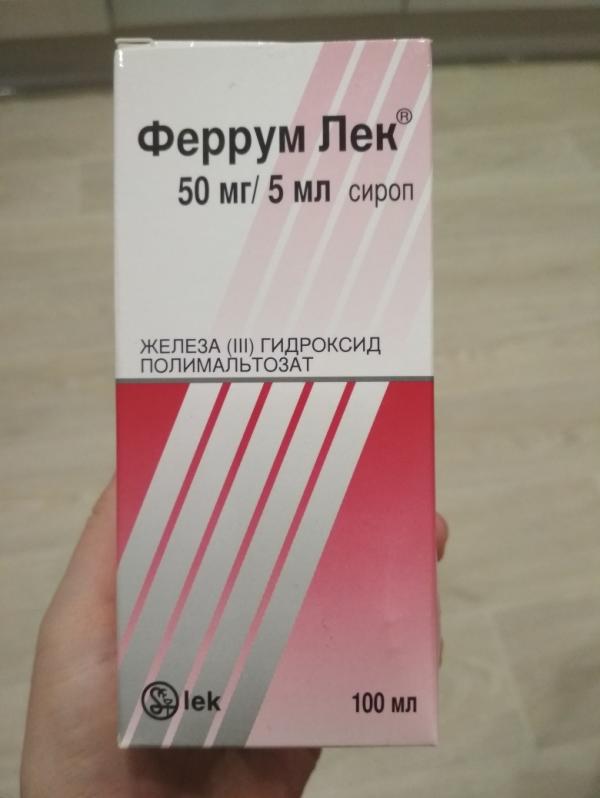 Феррум Лек®
50 мг/ 5 мл сироп
ЖЕЛЕЗА (III) ГИДРОКСИД
ПОЛИМАЛЬТОЗАТ
lek
100 мл